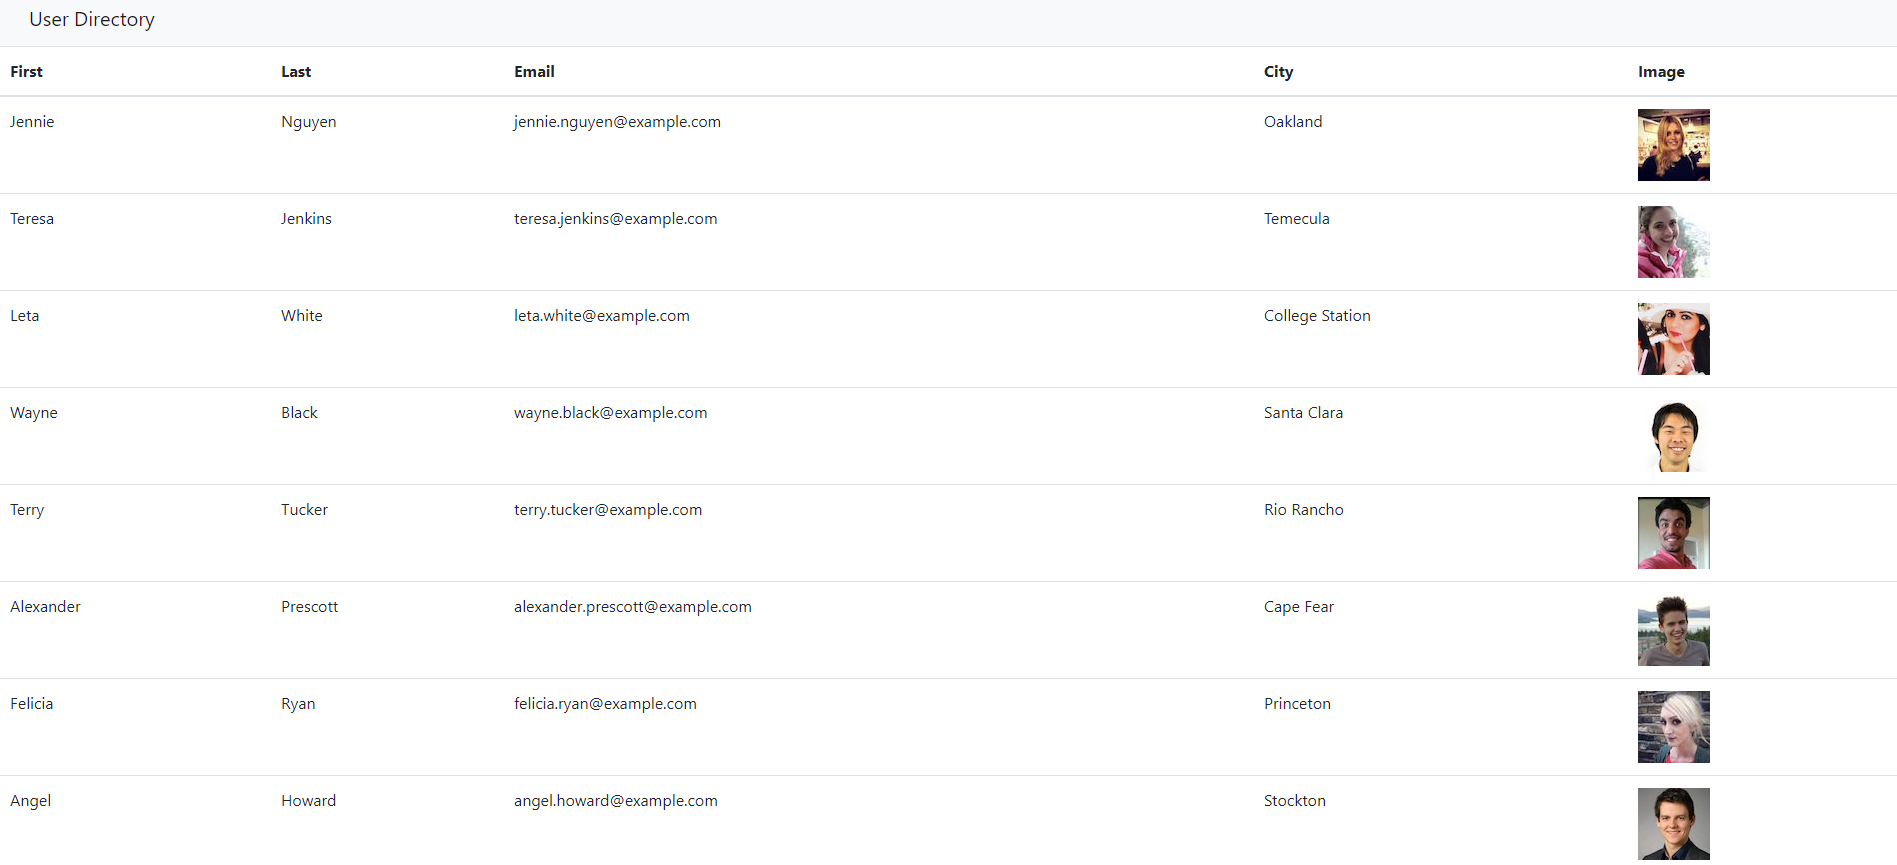 User Directory
First Last Email City Image
Jennie Nguyen jennie.nguyen@example.com Oakland
Teresa Jenkins teresa.jenkins@example.com Temecula
Leta White leta.white@example.com College Station
Wayne Black wayne.black@example.com Santa Clara
Terry Tucker terry.tucker@example.com Rio Rancho
Alexander Prescott alexander.prescott@example.com Cape Fear
Felicia Ryan felicia.ryan@example.com Princeton
Angel Howard angel.howard@example.com Stockton